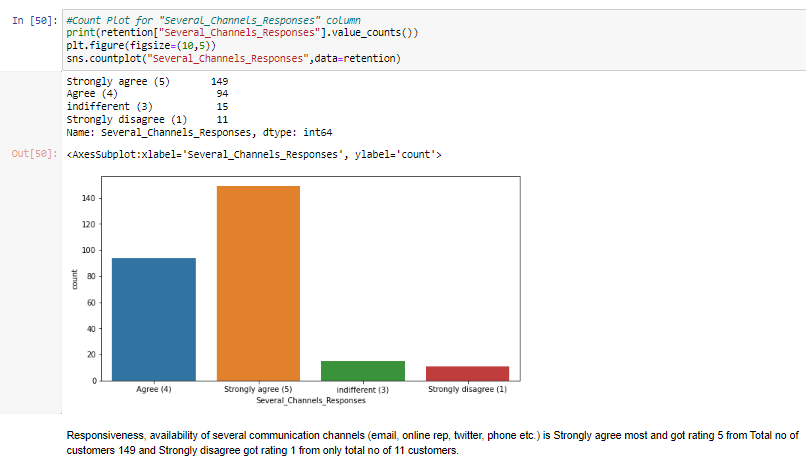 In [50]: #Count Plot for "Several_Channels_Responses" column
print(retention["Several_Channels_Responses"].value_counts())
plt.figure(figsize=(10,5))
sns.countplot("Several_Channels_Responses",data=retention)
Strongly agree (5) 149
Agree (4) 94
indifferent (3) 15
Strongly disagree (1) 11
Name: Several_Channels_Responses, dtype: int64
Out[50]: <AxesSubplot:xlabel='Several_Channels_Responses', ylabel='count'>
140
120
100
80
60
40
20
0
count
Agree (4) Strongly agree (5) indifferent (3) Strongly disagree (1)
Several_Channels_Responses
Responsiveness, availability of several communication channels (email, online rep, twitter, phone etc.) is Strongly agree most and got rating 5 from Total no of
customers 149 and Strongly disagree got rating 1 from only total no of 11 customers.